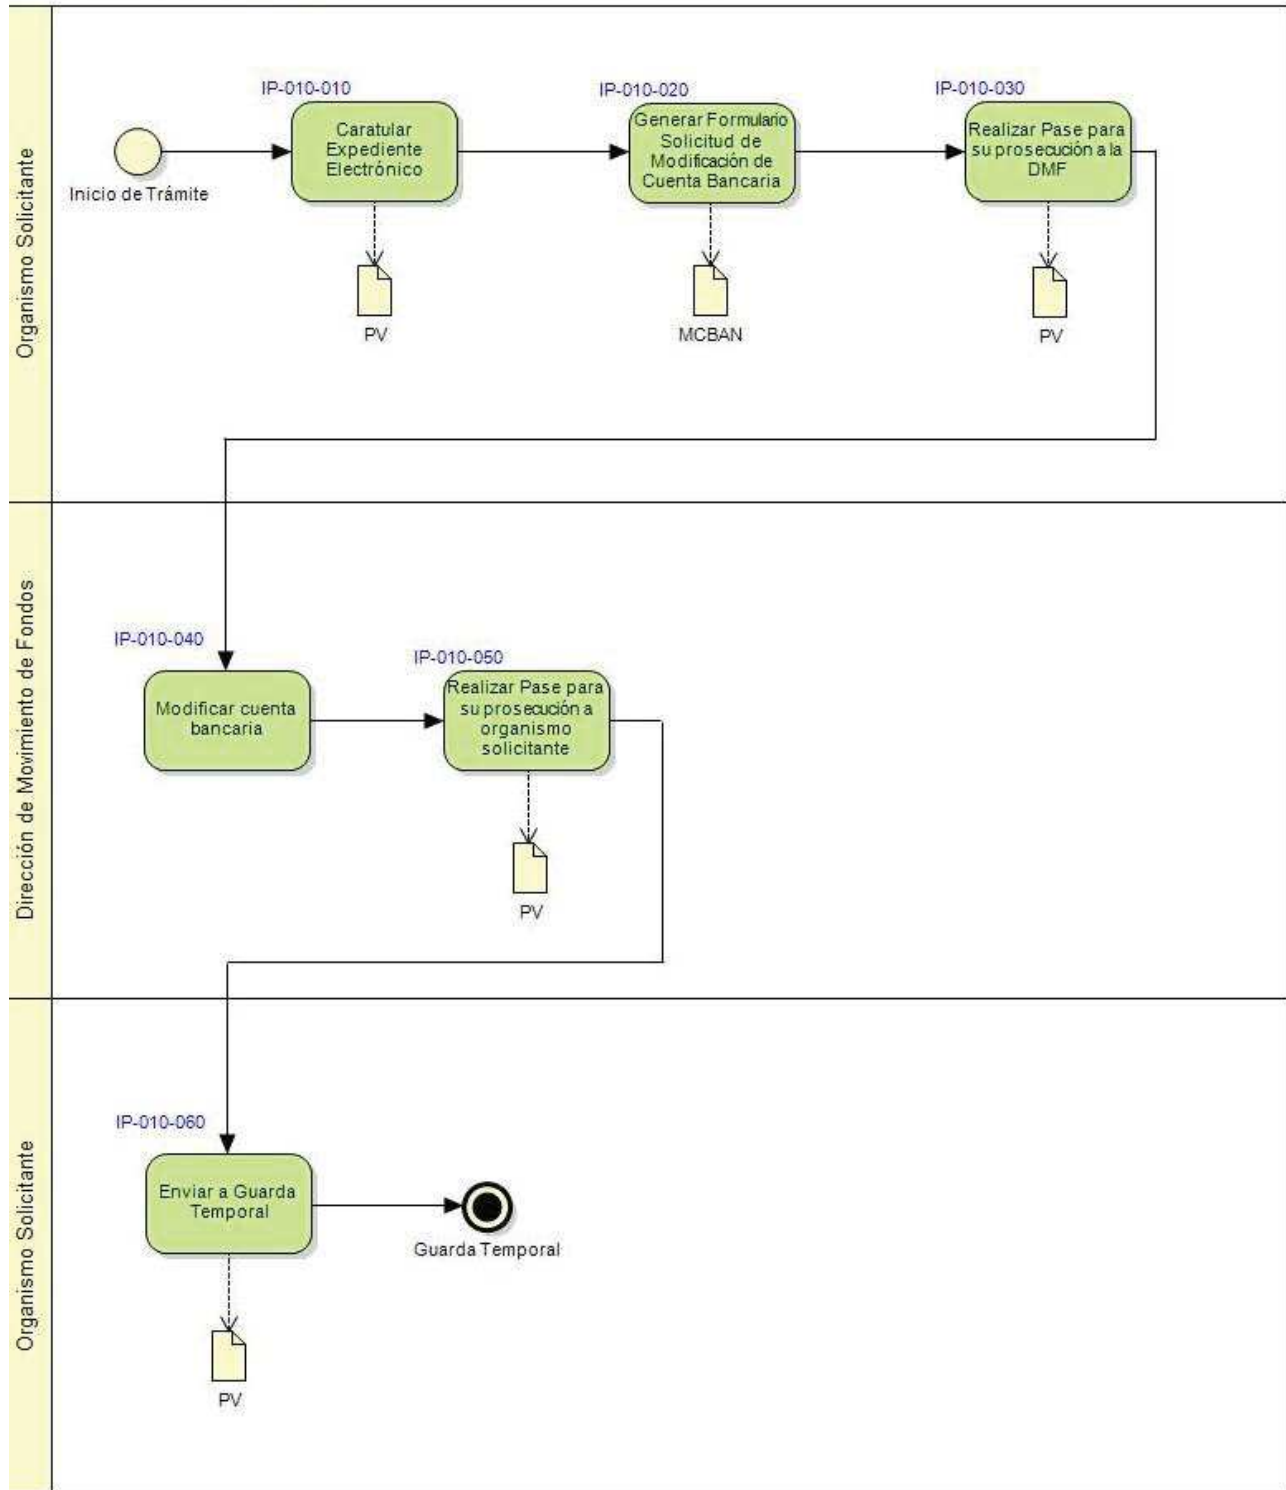 Organismo Solicitante
IP-010-010
IP-010-020
IP-010-030
Caratular
Expediente
Electrónico
Generar Formulario
Solicitud de
Modificación de
Cuenta Bancaria
Realizar Pase para
su prosecución a la
DMF
Inicio de Trámite
PV
MCBAN
PV
Dirección de Movimiento de Fondos
IP-010-040
IP-010-050
Modificar cuenta
bancaria
Realizar Pase para
su prosecución a
organismo
solicitante
PV
Organismo Solicitante
IP-010-060
Enviar a Guarda
Temporal
Guarda Temporal
PV